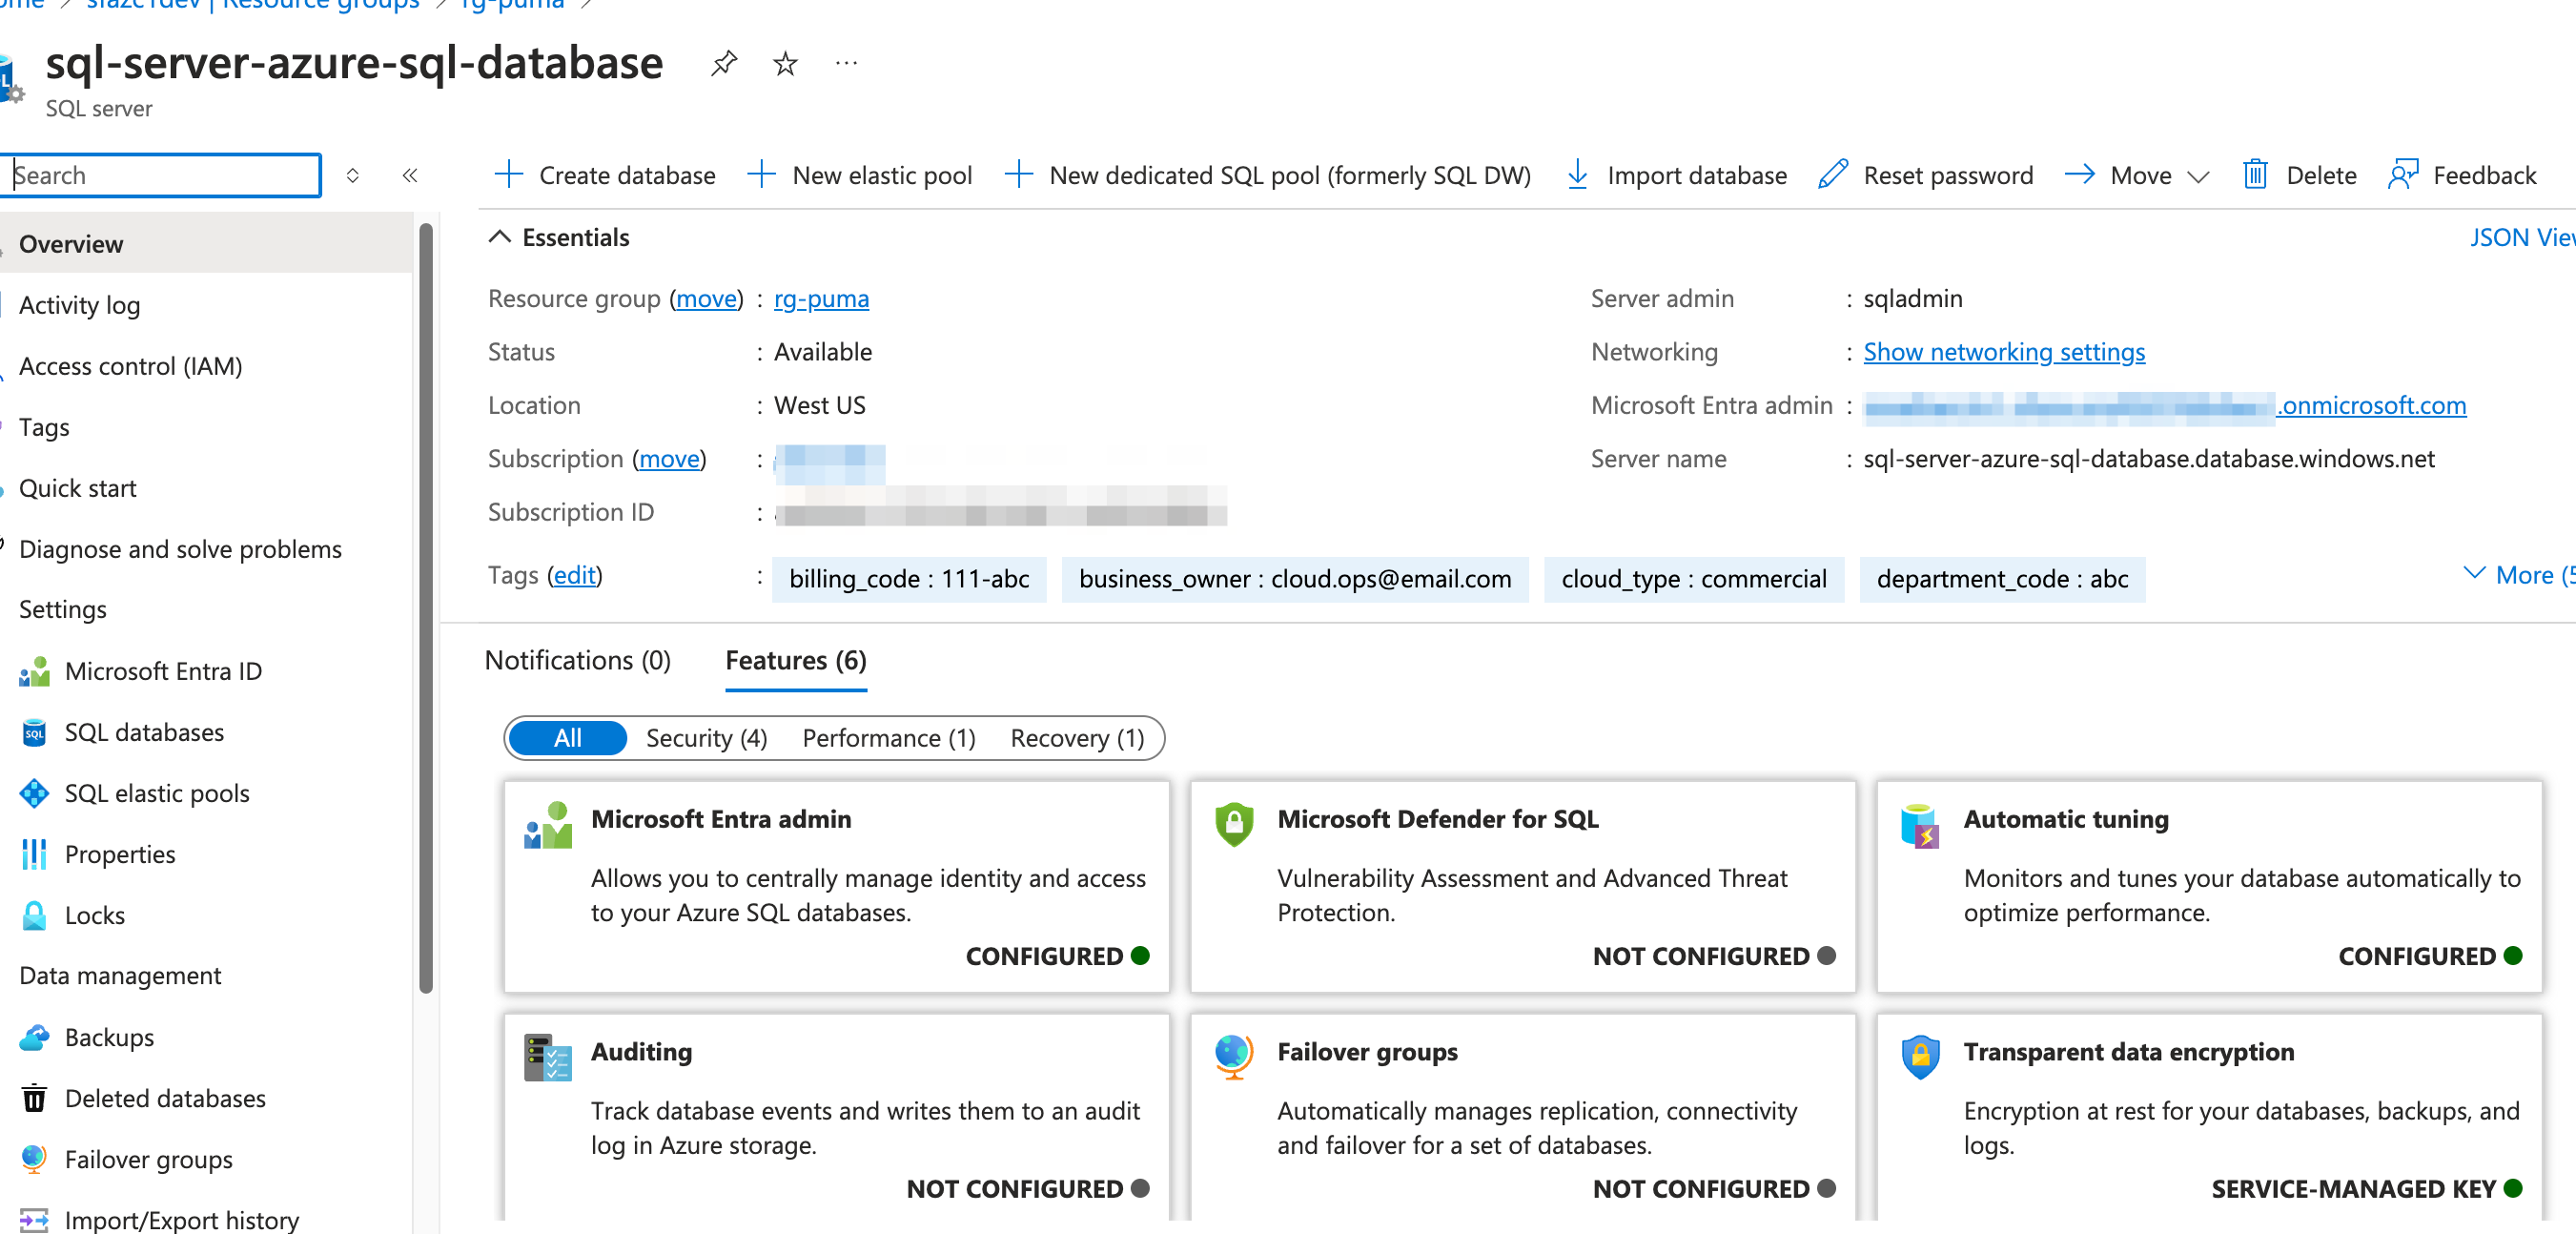 sfazc1dev | Resource groups > rg-puma >
sql-server-azure-sql-database
SQL server
Search
Create database
New elastic pool
New dedicated SQL pool (formerly SQL DW)
Import database
Reset password
Move
Delete
Feedback
Overview
Activity log
Access control (IAM)
Tags
Quick start
Diagnose and solve problems
Settings
Microsoft Entra ID
SQL databases
SQL elastic pools
Properties
Locks
Data management
Backups
Deleted databases
Failover groups
Import/Export history
Essentials
JSON View
Resource group (move) : rg-puma
Status : Available
Location : West US
Subscription (move) :
Subscription ID :
Server admin : sqladmin
Networking : Show networking settings
Microsoft Entra admin : .onmicrosoft.com
Server name : sql-server-azure-sql-database.database.windows.net
Tags (edit) : billing_code : 111-abc business_owner : cloud.ops@email.com cloud_type : commercial department_code : abc
More (5
Notifications (0)
Features (6)
All
Security (4)
Performance (1)
Recovery (1)
Microsoft Entra admin
Allows you to centrally manage identity and access
to your Azure SQL databases.
CONFIGURED
Microsoft Defender for SQL
Vulnerability Assessment and Advanced Threat
Protection.
NOT CONFIGURED
Automatic tuning
Monitors and tunes your database automatically to
optimize performance.
CONFIGURED
Auditing
Track database events and writes them to an audit
log in Azure storage.
NOT CONFIGURED
Failover groups
Automatically manages replication, connectivity
and failover for a set of databases.
NOT CONFIGURED
Transparent data encryption
Encryption at rest for your databases, backups, and
logs.
SERVICE-MANAGED KEY